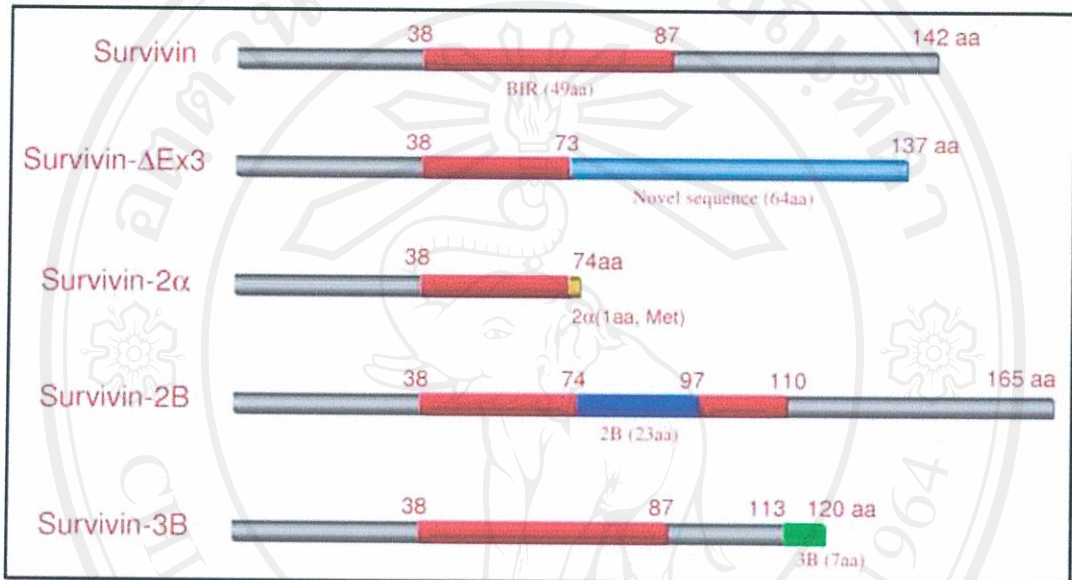 Survivin 38 87 142 aa
BIR (49aa)
Survivin-ΔEx3 38 73 137 aa
Novel sequence (64aa)
Survivin-2α 38 74aa
2α(1aa, Met)
Survivin-2B 38 74 97 110 165 aa
2B (23aa)
Survivin-3B 38 87 113 120 aa
3B (7aa)
1964